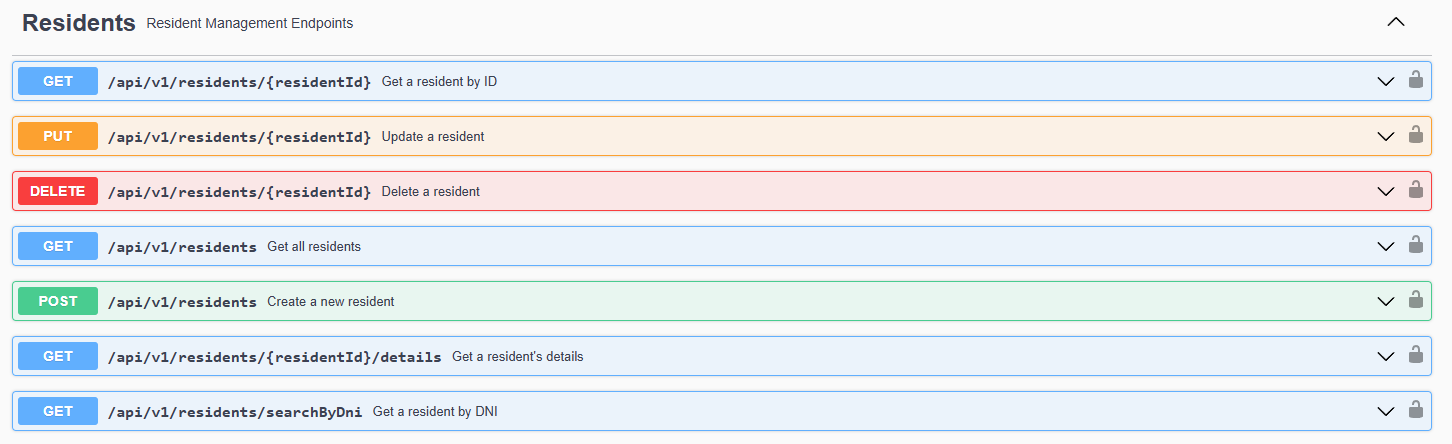 Residents Resident Management Endpoints
GET /api/v1/residents/{residentId} Get a resident by ID
PUT /api/v1/residents/{residentId} Update a resident
DELETE /api/v1/residents/{residentId} Delete a resident
GET /api/v1/residents Get all residents
POST /api/v1/residents Create a new resident
GET /api/v1/residents/{residentId}/details Get a resident's details
GET /api/v1/residents/searchByDni Get a resident by DNI